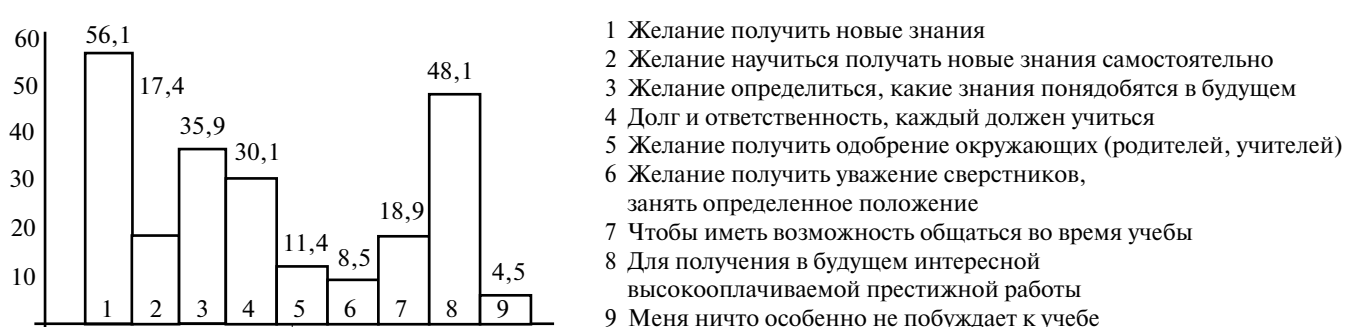 60
50
40
30
20
10
56,1
17,4
35,9
30,1
11,4
8,5
18,9
48,1
4,5
1 2 3 4 5 6 7 8 9
1 Желание получить новые знания
2 Желание научиться получать новые знания самостоятельно
3 Желание определиться, какие знания понядобятся в будущем
4 Долг и ответственность, каждый должен учиться
5 Желание получить одобрение окружающих (родителей, учителей)
6 Желание получить уважение сверстников,
занять определенное положение
7 Чтобы иметь возможность общаться во время учебы
8 Для получения в будущем интересной
высокооплачиваемой престижной работы
9 Меня ничто особенно не побуждает к учебе